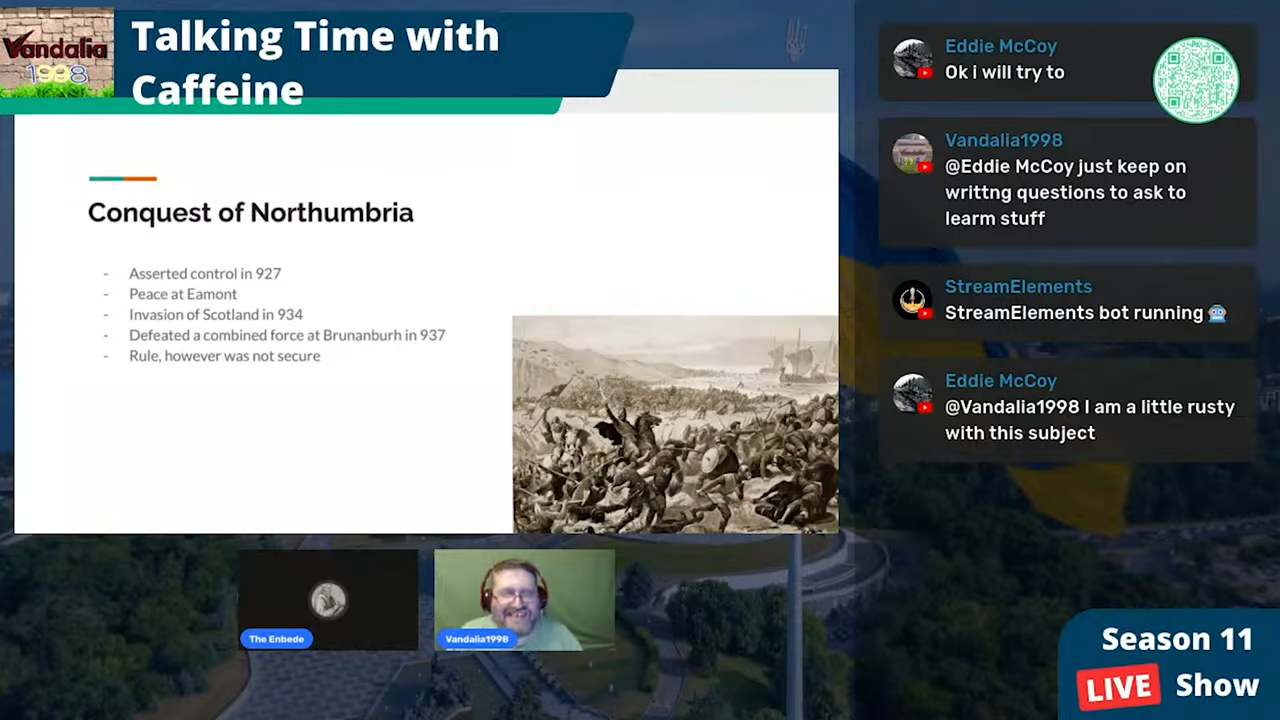 Vandalia
1998
Talking Time with
Caffeine
Conquest of Northumbria
- Asserted control in 927
- Peace at Eamont
- Invasion of Scotland in 934
- Defeated a combined force at Brunanburh in 937
- Rule, however was not secure
The Enbede
Vandalia1998
Eddie McCoy
Ok i will try to
Vandalia1998
@Eddie McCoy just keep on
writtng questions to ask to
learm stuff
StreamElements
StreamElements bot running 🤖
Eddie McCoy
@Vandalia1998 I am a little rusty
with this subject
Season 11
LIVE Show